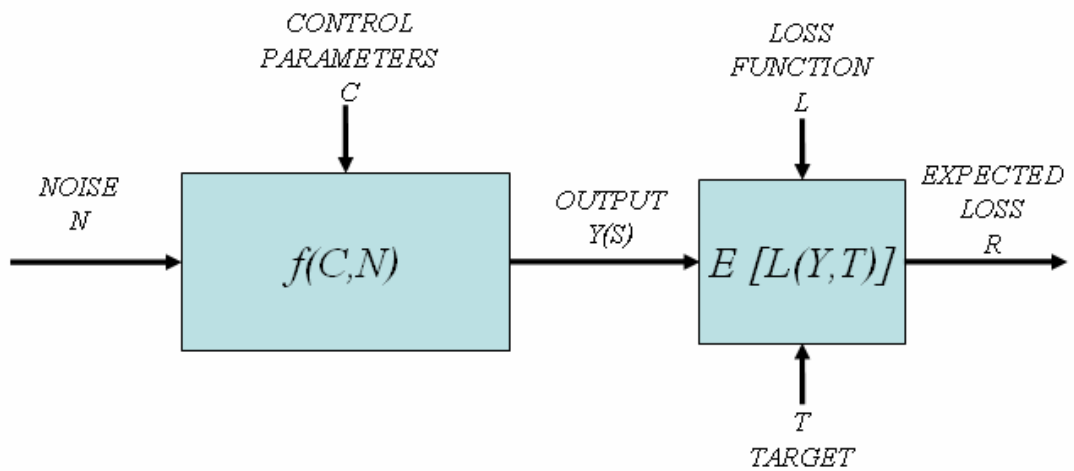 CONTROL
PARAMETERS
C
LOSS
FUNCTION
L
NOISE
N
f(C,N)
OUTPUT
Y(S)
E [L(Y,T)]
EXPECTED
LOSS
R
T
TARGET